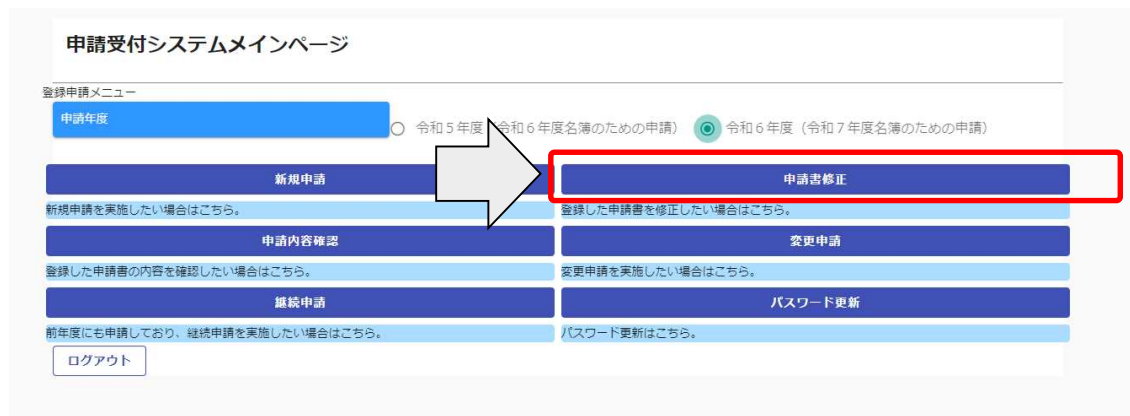 申請受付システムメインページ
登録申請メニュー
申請年度
令和5年度 令和6年度名簿のための申請） 令和6年度（令和7年度名簿のための申請）
新規申請 申請書修正
新規申請を実施したい場合はこちら。 登録した申請書を修正したい場合はこちら。
申請内容確認 変更申請
登録した申請書の内容を確認したい場合はこちら。 変更申請を実施したい場合はこちら。
継続申請 パスワード更新
前年度にも申請しており、継続申請を実施したい場合はこちら。 パスワード更新はこちら。
ログアウト